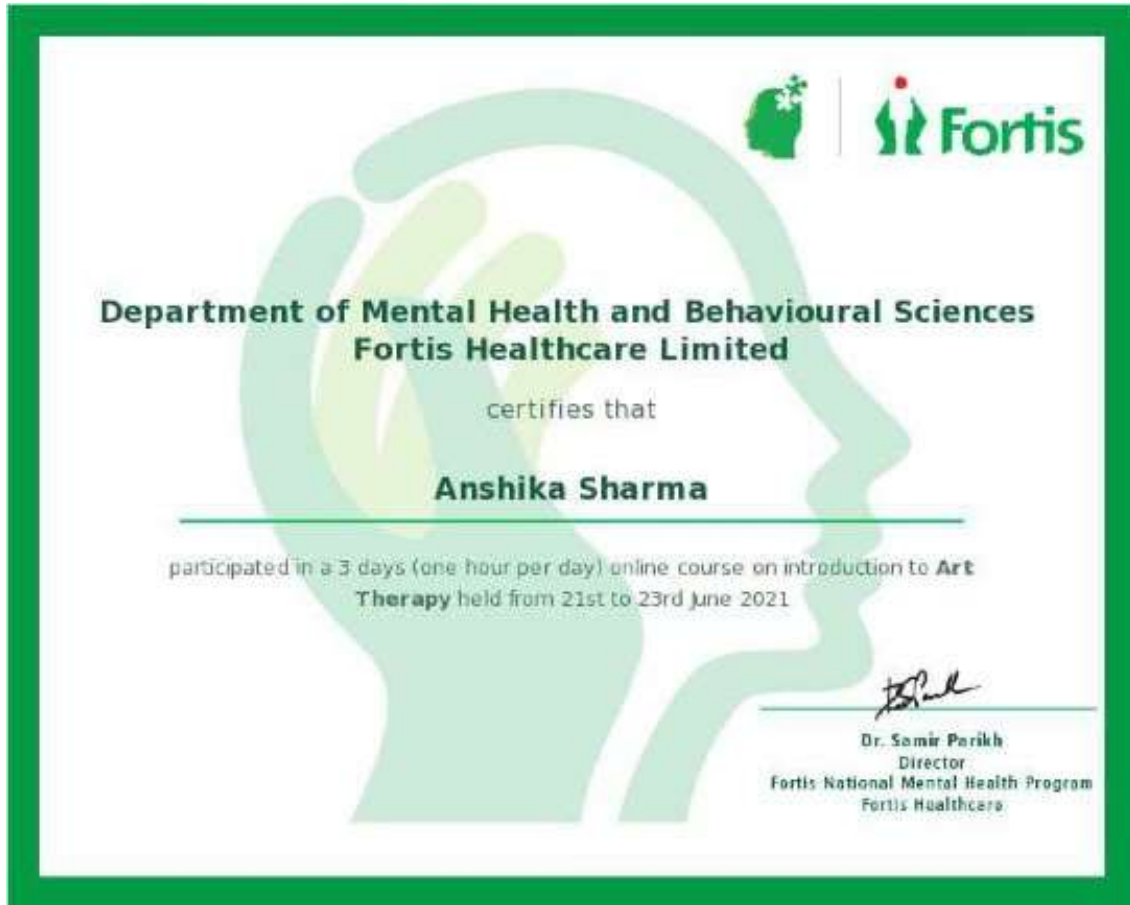 Fortis
Department of Mental Health and Behavioural Sciences
Fortis Healthcare Limited
certifies that
Anshika Sharma
participated in a 3 days (one hour per day) online course on introduction to Art
Therapy held from 21st to 23rd June 2021
Dr. Samir Parikh
Director
Fortis National Mental Health Program
Fortis Healthcare